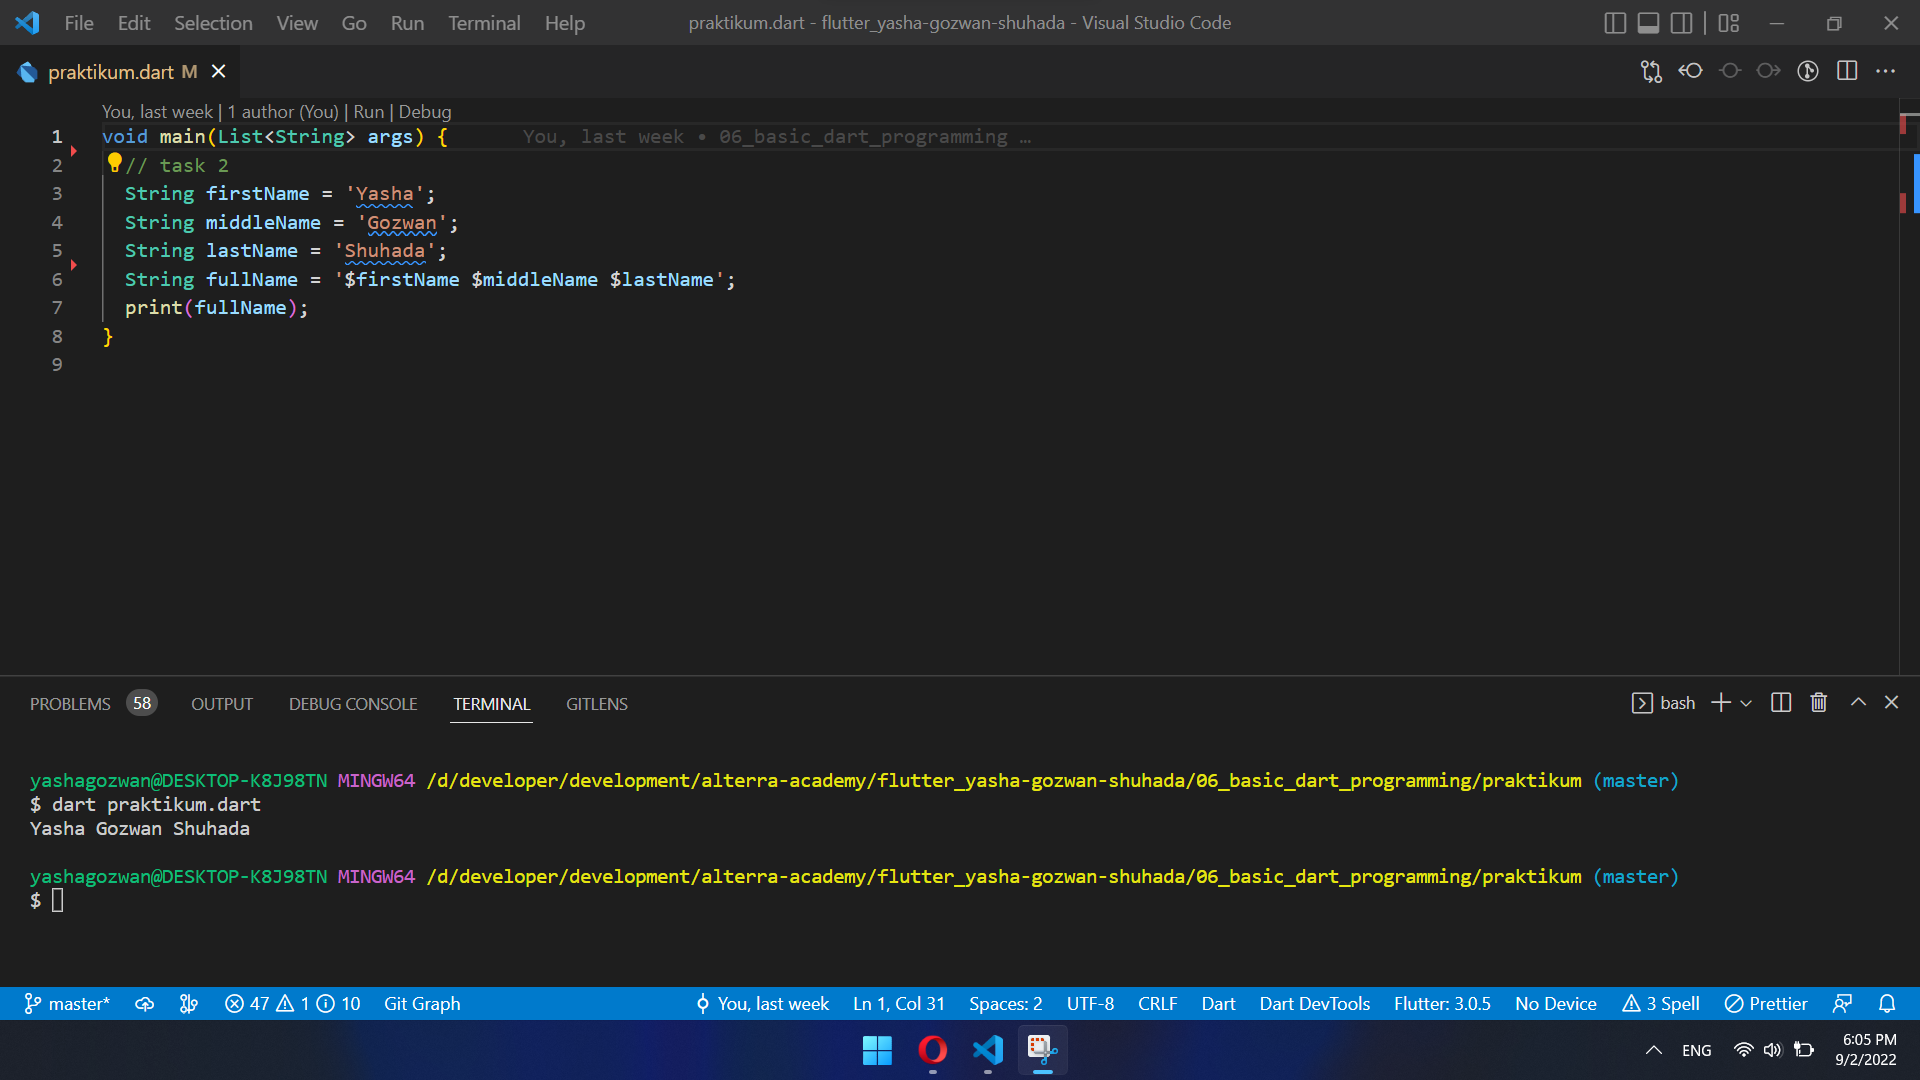 File Edit Selection View Go Run Terminal Help praktikum.dart - flutter_yasha-gozwan-shuhada - Visual Studio Code
praktikum.dart M
You, last week | 1 author (You) | Run | Debug
1 void main(List<String> args) { You, last week • 06_basic_dart_programming …
2 // task 2
3 String firstName = 'Yasha';
4 String middleName = 'Gozwan';
5 String lastName = 'Shuhada';
6 String fullName = '$firstName $middleName $lastName';
7 print(fullName);
8 }
9
PROBLEMS 58 OUTPUT DEBUG CONSOLE TERMINAL GITLENS bash
yashagozwan@DESKTOP-K8J98TN MINGW64 /d/developer/development/alterra-academy/flutter_yasha-gozwan-shuhada/06_basic_dart_programming/praktikum (master)
$ dart praktikum.dart
Yasha Gozwan Shuhada
yashagozwan@DESKTOP-K8J98TN MINGW64 /d/developer/development/alterra-academy/flutter_yasha-gozwan-shuhada/06_basic_dart_programming/praktikum (master)
$
master* 47 1 10 Git Graph You, last week Ln 1, Col 31 Spaces: 2 UTF-8 CRLF Dart Dart DevTools Flutter: 3.0.5 No Device 3 Spell Prettier
ENG 6:05 PM
9/2/2022